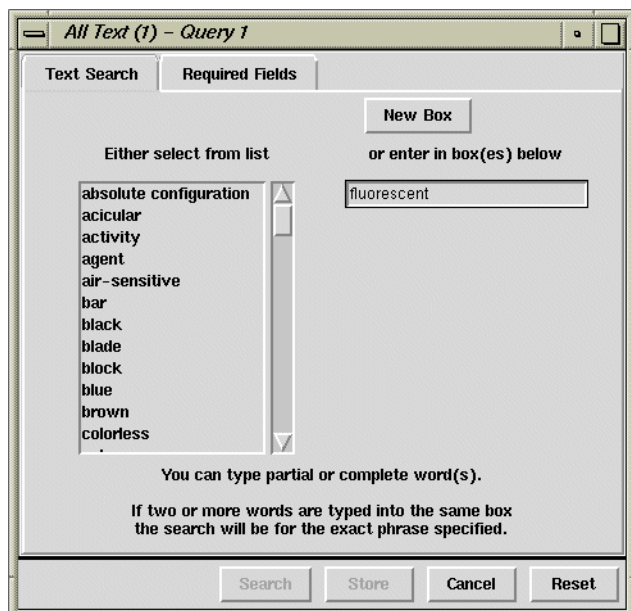 All Text (1) – Query 1
Text Search
Required Fields
New Box
Either select from list
or enter in box(es) below
absolute configuration
acicular
activity
agent
air-sensitive
bar
black
blade
block
blue
brown
colorless
fluorescent
You can type partial or complete word(s).
If two or more words are typed into the same box
the search will be for the exact phrase specified.
Search
Store
Cancel
Reset